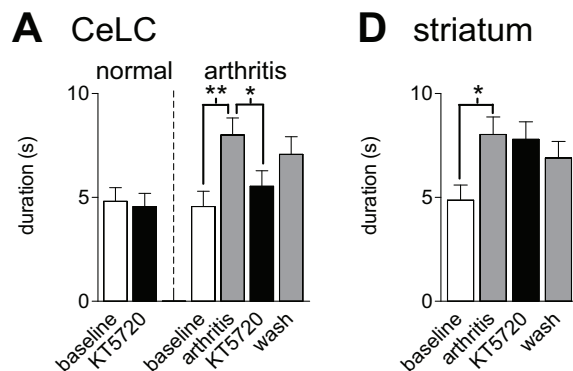 A CeLC
normal arthritis
duration (s)
10
5
0
** *
baseline
KT5720
baseline
arthritis
KT5720
wash
D striatum
duration (s)
10
5
0
*
baseline
arthritis
KT5720
wash